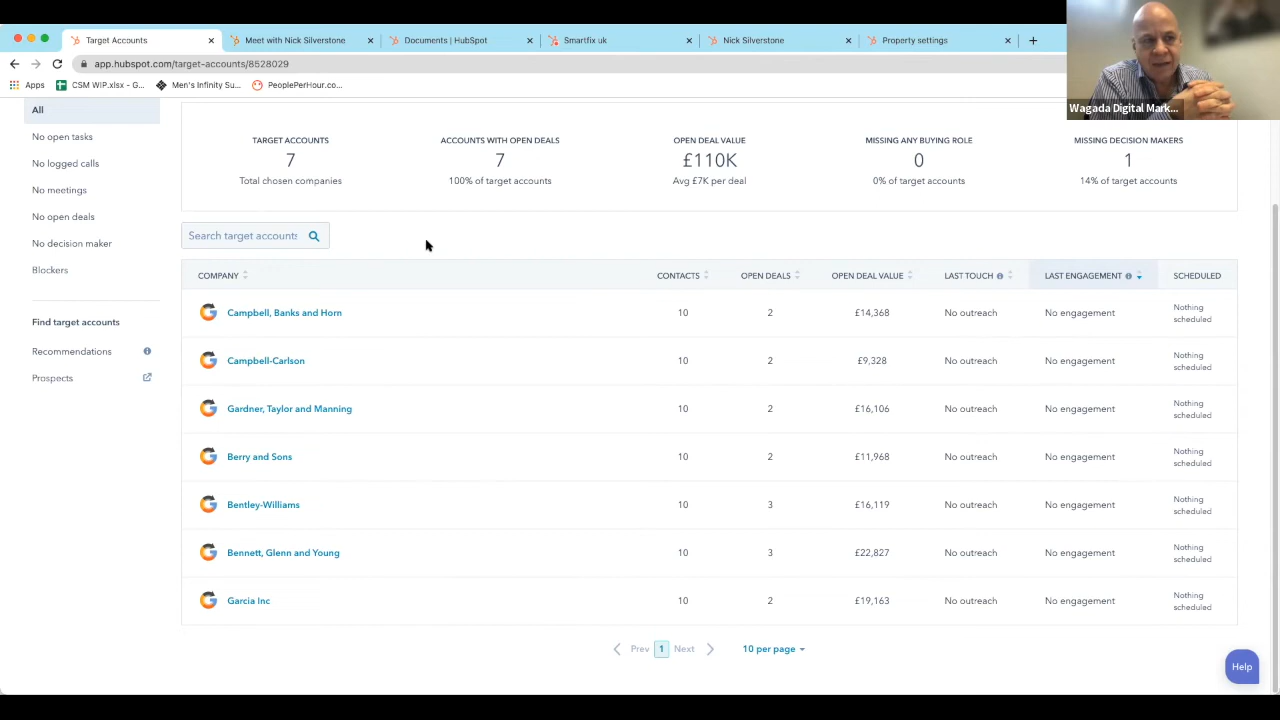 Target Accounts
Meet with Nick Silverstone
Documents | HubSpot
Smartfix uk
Nick Silverstone
Property settings
app.hubspot.com/target-accounts/8528029
Apps
CSM WIP.xlsx - G...
Men's Infinity Su...
PeoplePerHour.co...
Wagada Digital Mark...
All
No open tasks
No logged calls
No meetings
No open deals
No decision maker
Blockers
Find target accounts
Recommendations
Prospects
TARGET ACCOUNTS
7
Total chosen companies
ACCOUNTS WITH OPEN DEALS
7
100% of target accounts
OPEN DEAL VALUE
£110K
Avg £7K per deal
MISSING ANY BUYING ROLE
0
0% of target accounts
MISSING DECISION MAKERS
1
14% of target accounts
Search target accounts
COMPANY CONTACTS OPEN DEALS OPEN DEAL VALUE LAST TOUCH LAST ENGAGEMENT SCHEDULED
Campbell, Banks and Horn 10 2 £14,368 No outreach No engagement Nothing scheduled
Campbell-Carlson 10 2 £9,328 No outreach No engagement Nothing scheduled
Gardner, Taylor and Manning 10 2 £16,106 No outreach No engagement Nothing scheduled
Berry and Sons 10 2 £11,968 No outreach No engagement Nothing scheduled
Bentley-Williams 10 3 £16,119 No outreach No engagement Nothing scheduled
Bennett, Glenn and Young 10 3 £22,827 No outreach No engagement Nothing scheduled
Garcia Inc 10 2 £19,163 No outreach No engagement Nothing scheduled
Prev 1 Next 10 per page
Help